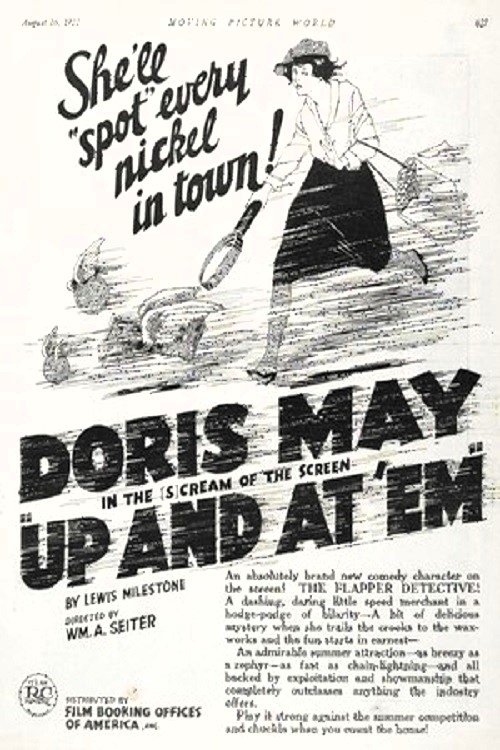 MOVING PICTURE WORLD
She'll
"spot" every
nickel
in town!
DORIS MAY
IN THE [S]CREAM OF THE SCREEN
"UP AND AT 'EM"
BY LEWIS MILESTONE
DIRECTED BY
WM. A. SEITER
An absolutely brand new comedy character on
the screen! THE FLAPPER DETECTIVE!
A dashing, daring little speed merchant in a
hodge-podge of hilarity—A bit of delicious
mystery when she trails the crooks to the wax-
works and the fun starts in earnest—
An admirable summer attraction—as breezy as
a zephyr—as fast as chain-lightning—and all
backed by exploitation and showmanship that
completely outclasses anything the industry
offers.
Play it strong against the summer competition
and chuckle when you count the house!
DISTRIBUTED BY
FILM BOOKING OFFICES
OF AMERICA, INC.